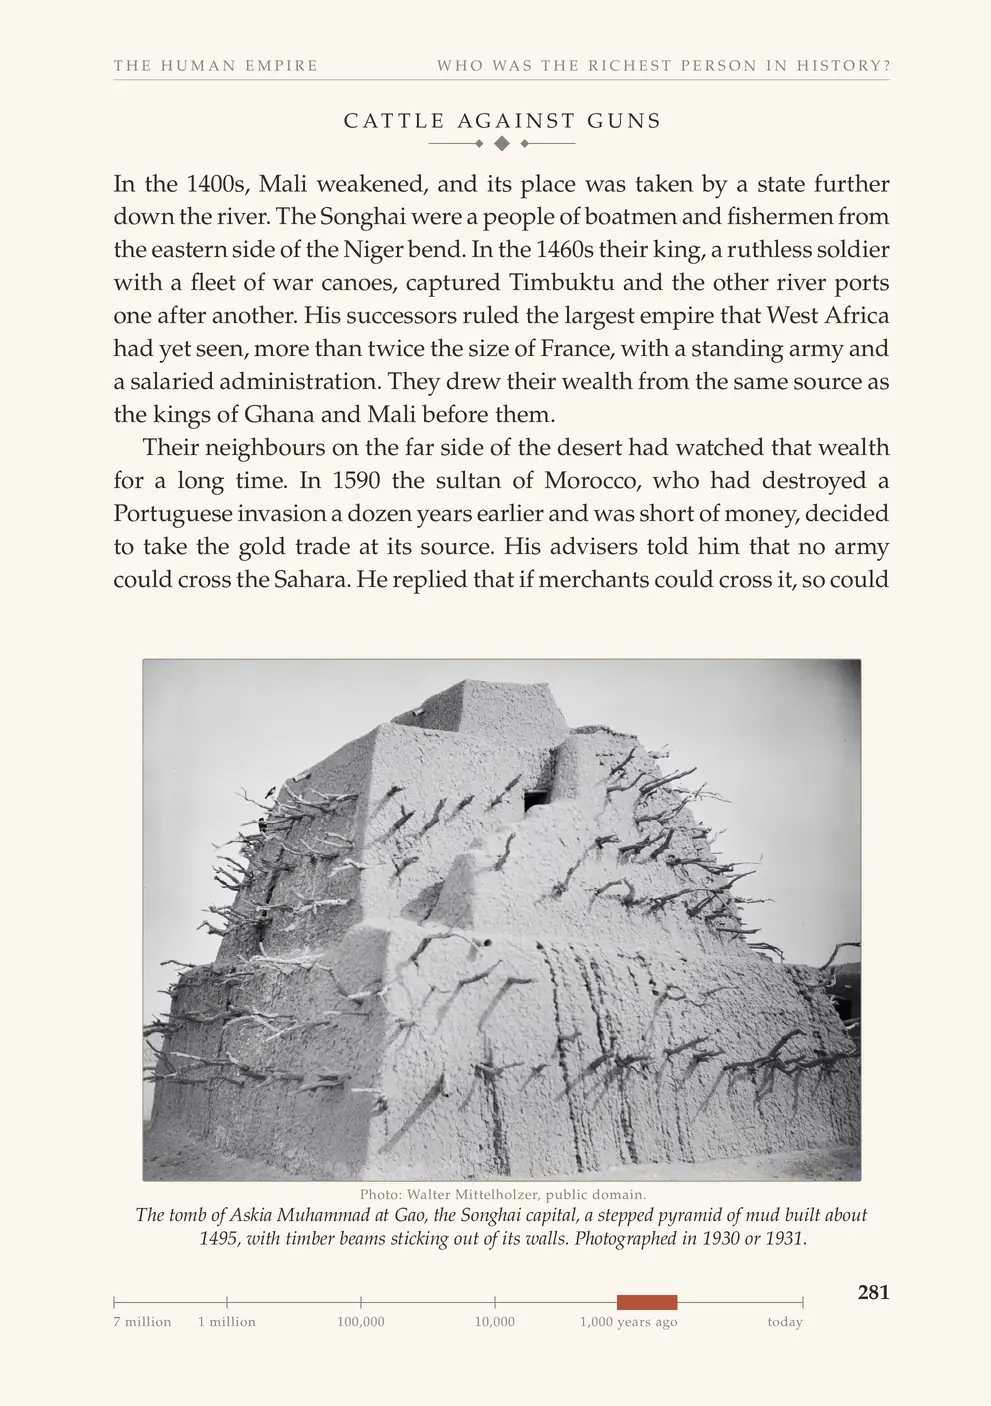 THE HUMAN EMPIRE
WHO WAS THE RICHEST PERSON IN HISTORY?
CATTLE AGAINST GUNS
In the 1400s, Mali weakened, and its place was taken by a state further
down the river. The Songhai were a people of boatmen and fishermen from
the eastern side of the Niger bend. In the 1460s their king, a ruthless soldier
with a fleet of war canoes, captured Timbuktu and the other river ports
one after another. His successors ruled the largest empire that West Africa
had yet seen, more than twice the size of France, with a standing army and
a salaried administration. They drew their wealth from the same source as
the kings of Ghana and Mali before them.
Their neighbours on the far side of the desert had watched that wealth
for a long time. In 1590 the sultan of Morocco, who had destroyed a
Portuguese invasion a dozen years earlier and was short of money, decided
to take the gold trade at its source. His advisers told him that no army
could cross the Sahara. He replied that if merchants could cross it, so could
Photo: Walter Mittelholzer, public domain.
The tomb of Askia Muhammad at Gao, the Songhai capital, a stepped pyramid of mud built about
1495, with timber beams sticking out of its walls. Photographed in 1930 or 1931.
281
7 million 1 million 100,000 10,000 1,000 years ago today